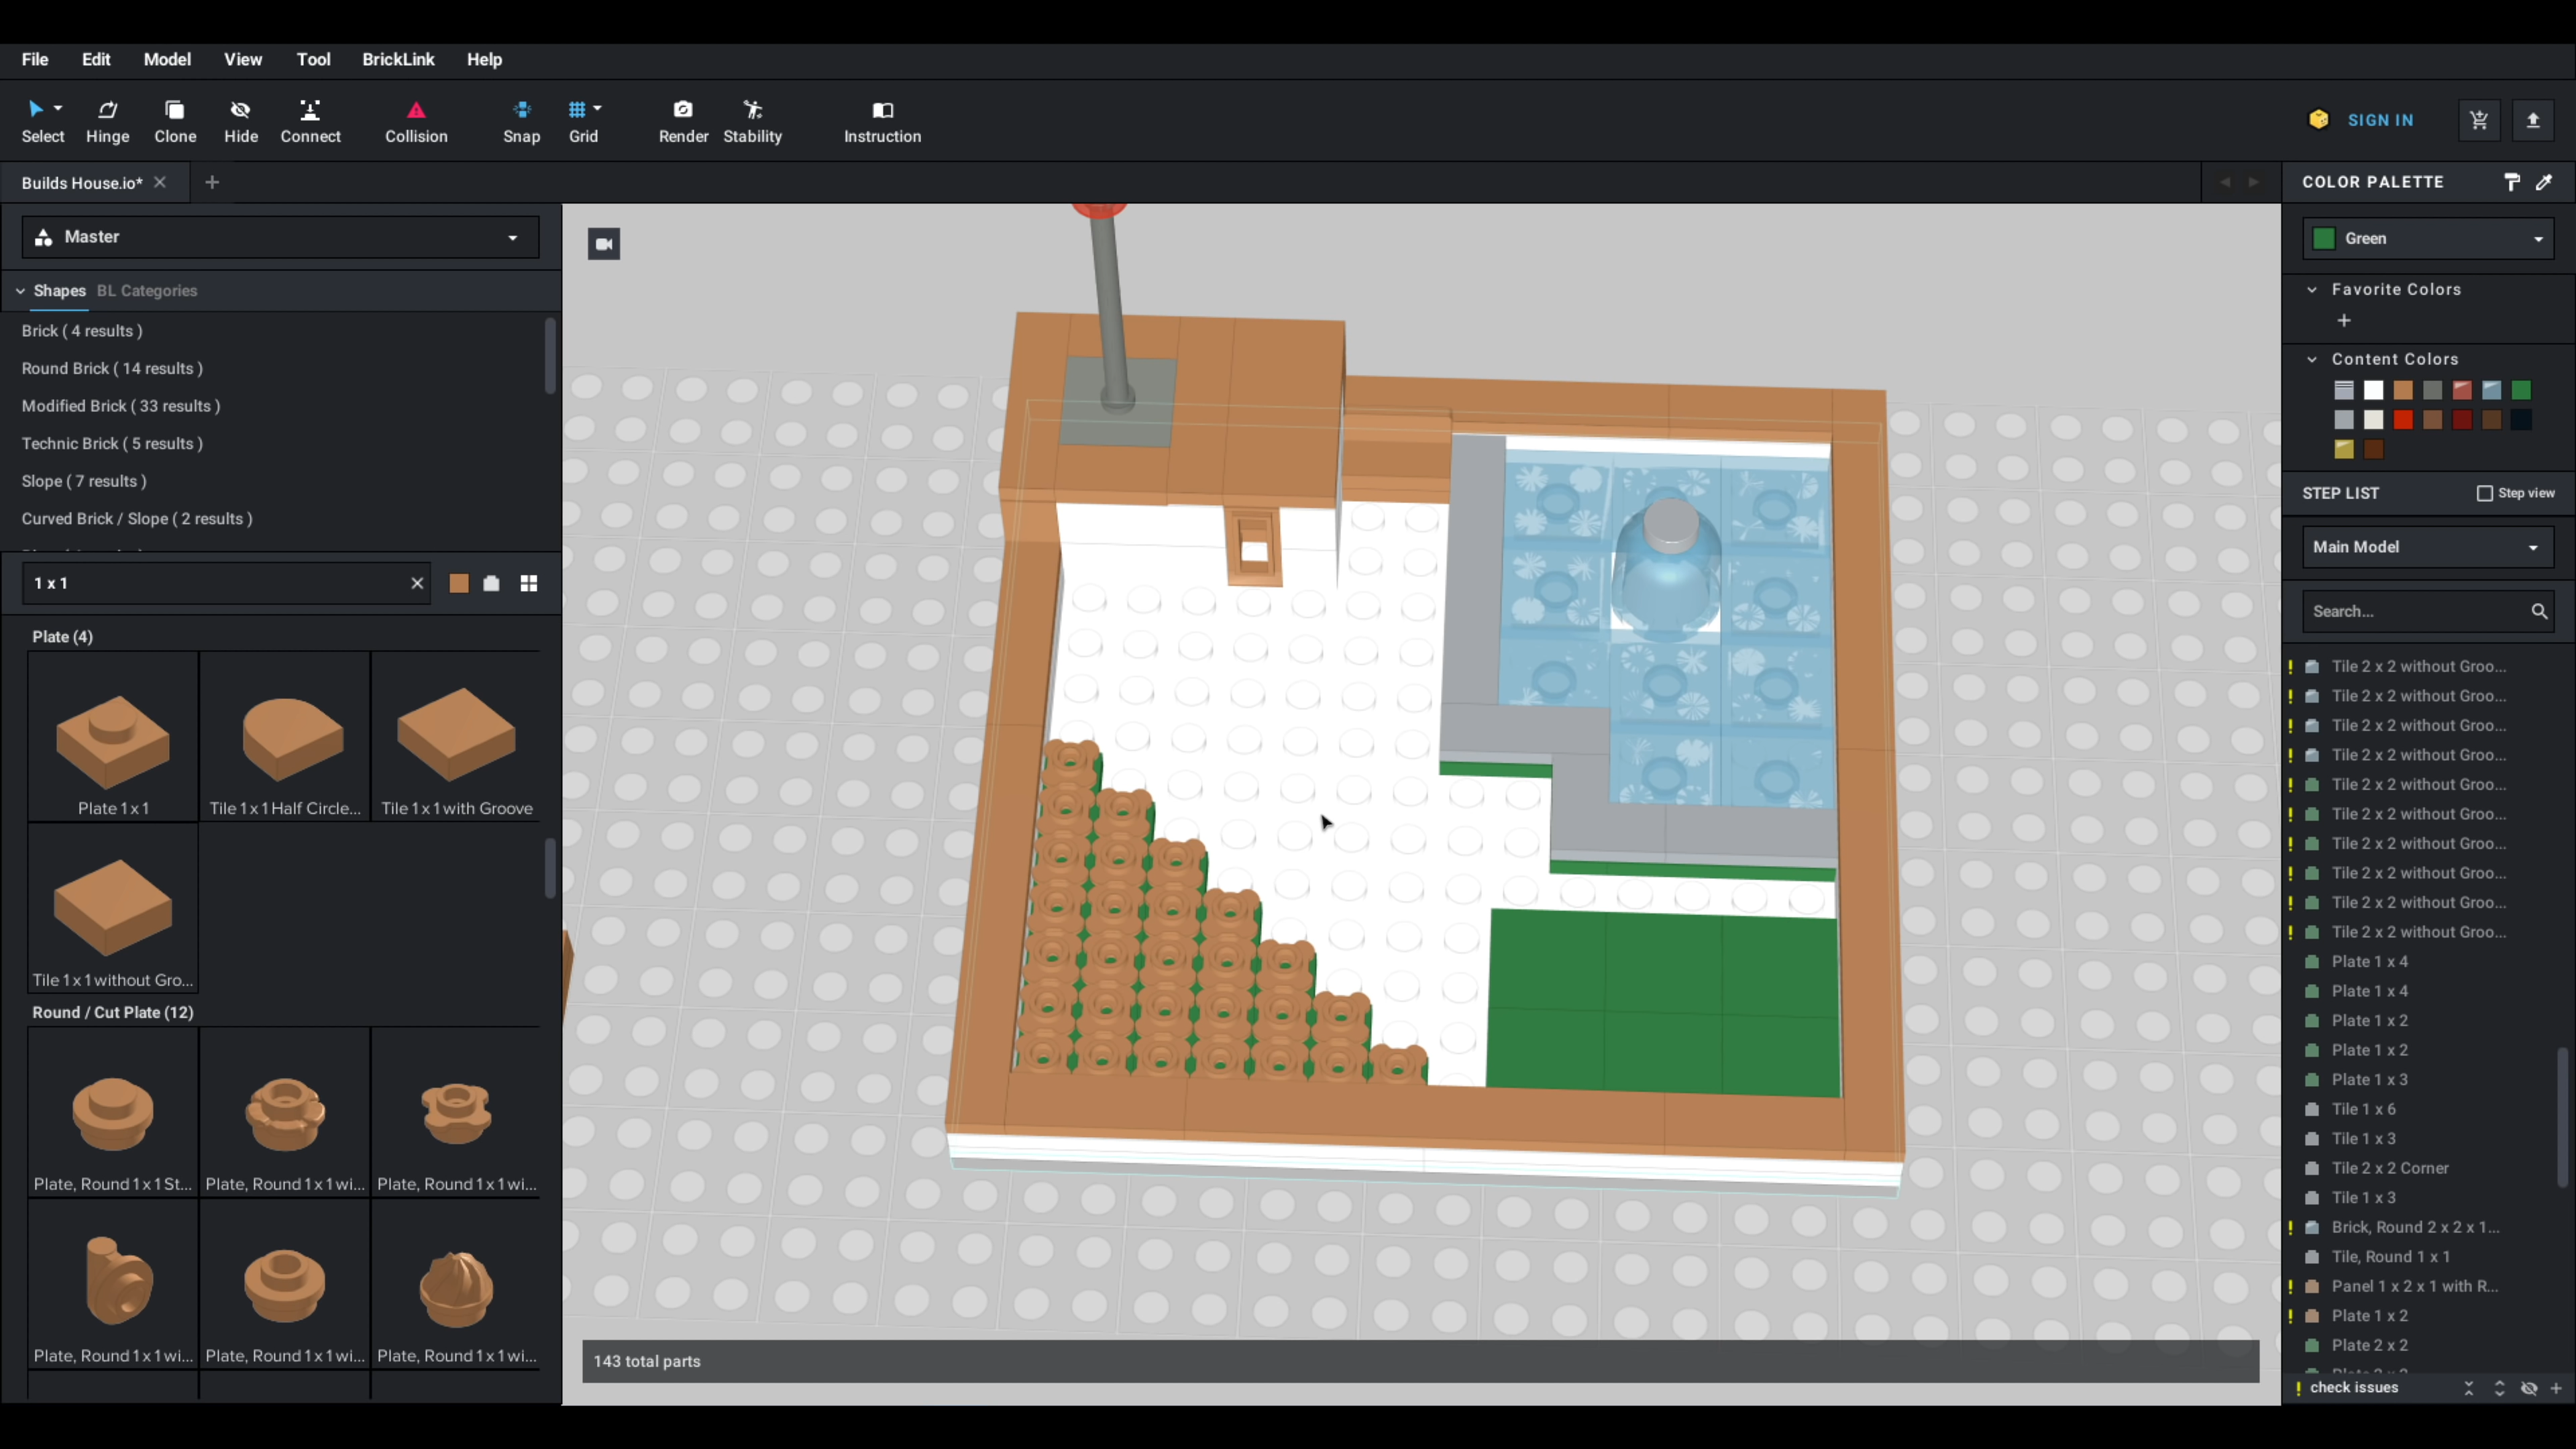 File Edit Model View Tool BrickLink Help
Select Hinge Clone Hide Connect Collision Snap Grid Render Stability Instruction
SIGN IN
Builds House.io*
Master
Shapes BL Categories
Brick ( 4 results )
Round Brick ( 14 results )
Modified Brick ( 33 results )
Technic Brick ( 5 results )
Slope ( 7 results )
Curved Brick / Slope ( 2 results )
1 x 1
Plate (4)
Plate 1 x 1
Tile 1 x 1 Half Circle...
Tile 1 x 1 with Groove
Tile 1 x 1 without Gro...
Round / Cut Plate (12)
Plate, Round 1 x 1 St...
Plate, Round 1 x 1 wi...
Plate, Round 1 x 1 wi...
Plate, Round 1 x 1 wi...
Plate, Round 1 x 1 wi...
Plate, Round 1 x 1 wi...
143 total parts
COLOR PALETTE
Green
Favorite Colors
Content Colors
STEP LIST Step view
Main Model
Search...
Tile 2 x 2 without Groo...
Tile 2 x 2 without Groo...
Tile 2 x 2 without Groo...
Tile 2 x 2 without Groo...
Tile 2 x 2 without Groo...
Tile 2 x 2 without Groo...
Tile 2 x 2 without Groo...
Tile 2 x 2 without Groo...
Tile 2 x 2 without Groo...
Tile 2 x 2 without Groo...
Plate 1 x 4
Plate 1 x 4
Plate 1 x 2
Plate 1 x 2
Plate 1 x 3
Tile 1 x 6
Tile 1 x 3
Tile 2 x 2 Corner
Tile 1 x 3
Brick, Round 2 x 2 x 1...
Tile, Round 1 x 1
Panel 1 x 2 x 1 with R...
Plate 1 x 2
Plate 2 x 2
check issues